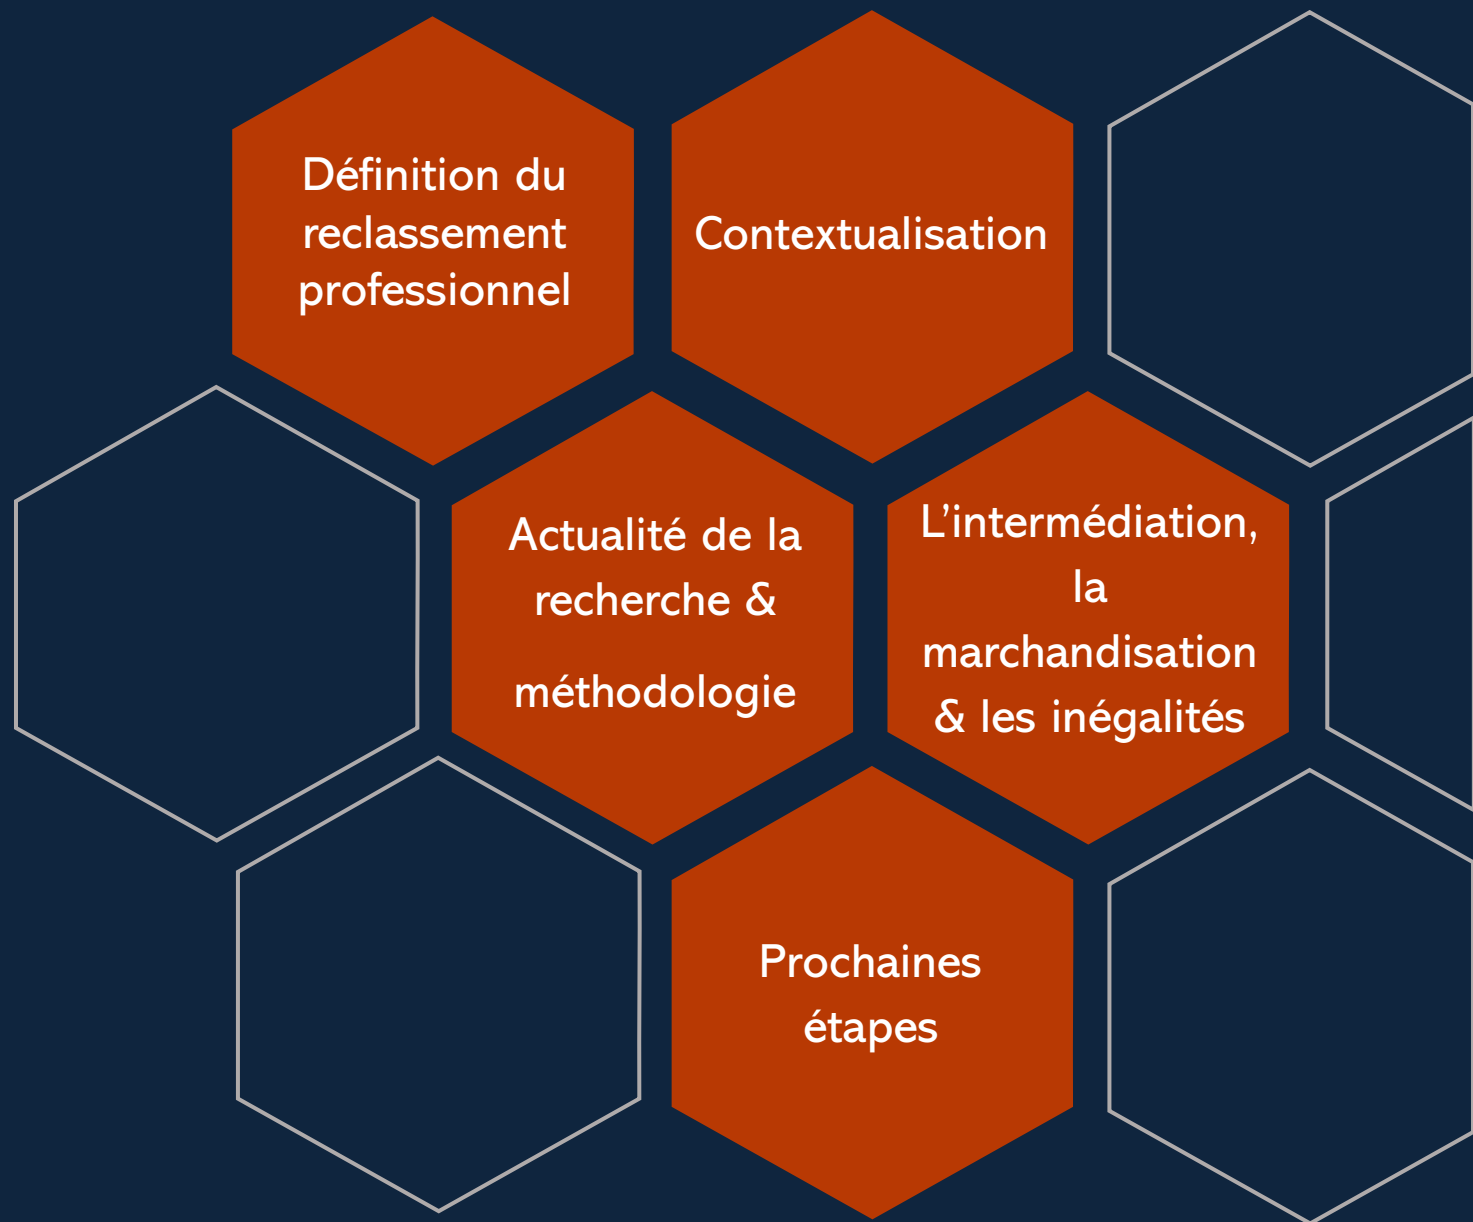 Définition du
reclassement
professionnel
Contextualisation
Actualité de la
recherche &
méthodologie
L’intermédiation,
la
marchandisation
& les inégalités
Prochaines
étapes